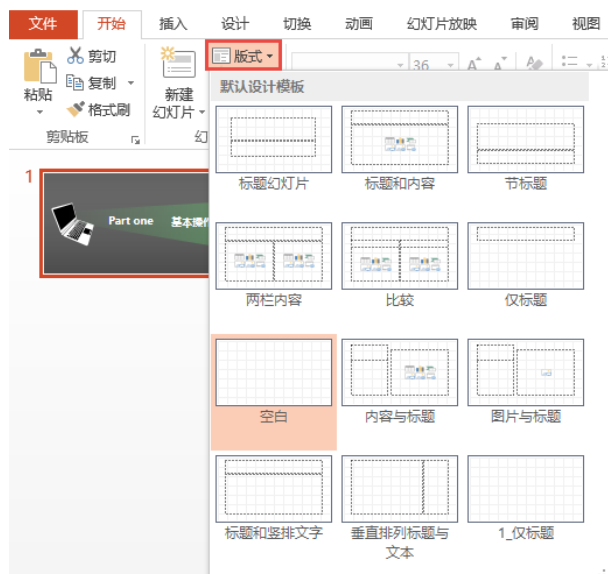 文件 开始 插入 设计 切换 动画 幻灯片放映 审阅 视图
剪切
复制
格式刷
粘贴
新建
幻灯片
版式
36
剪贴板
幻
默认设计模板
标题幻灯片 标题和内容 节标题
两栏内容 比较 仅标题
空白 内容与标题 图片与标题
标题和竖排文字 垂直排列标题与 1_仅标题
文本
1
Part one 基本操作